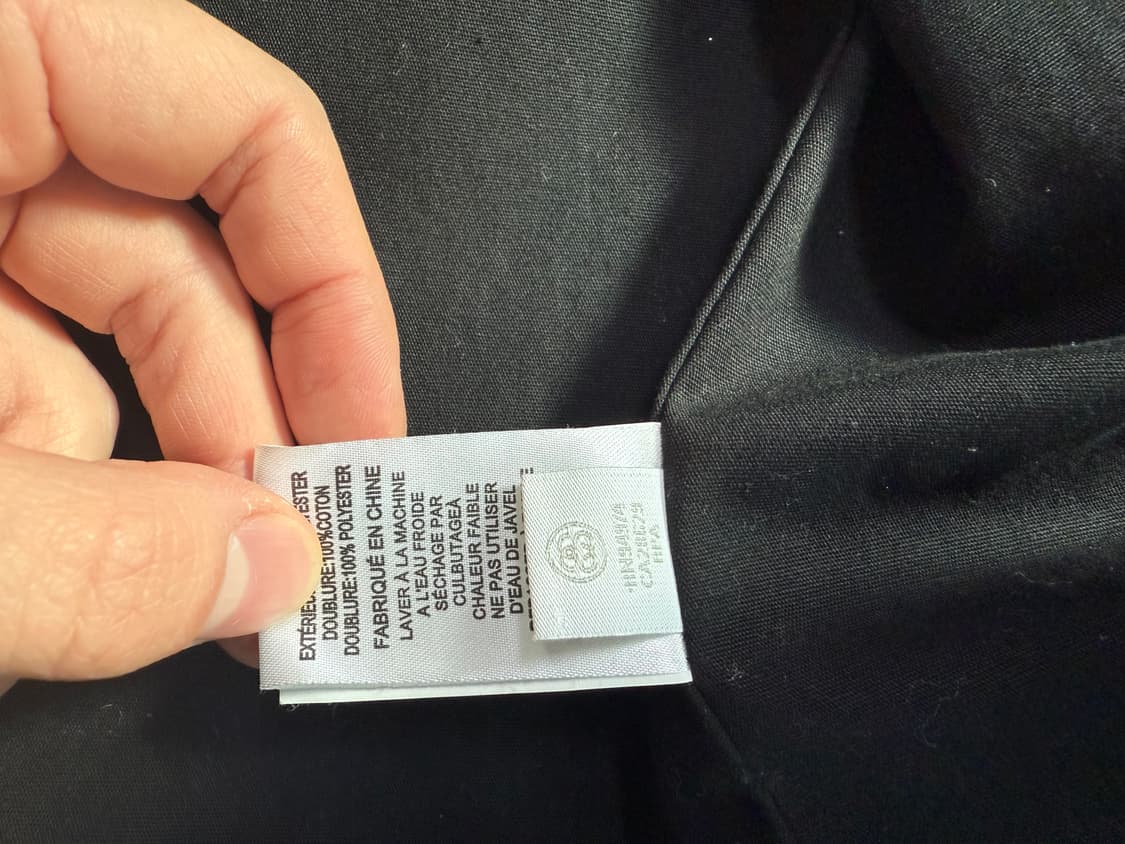 DOUBLURE:100%COTON
DOUBLURE:100% POLYESTER
FABRIQUÉ EN CHINE
LAVER À LA MACHINE
A L'EAU FROIDE
SÉCHAGE PAR
CULBUTAGEA
CHALEUR FAIBLE
NE PAS UTILISER
D'EAU DE JAVEL